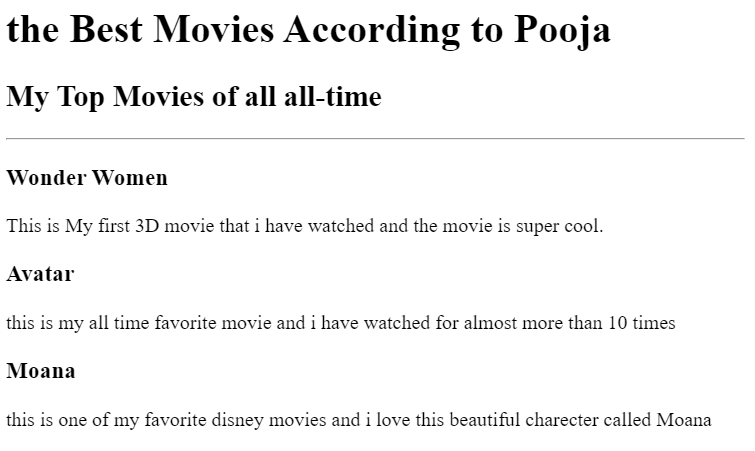 the Best Movies According to Pooja
My Top Movies of all all-time
Wonder Women
This is My first 3D movie that i have watched and the movie is super cool.
Avatar
this is my all time favorite movie and i have watched for almost more than 10 times
Moana
this is one of my favorite disney movies and i love this beautiful charecter called Moana